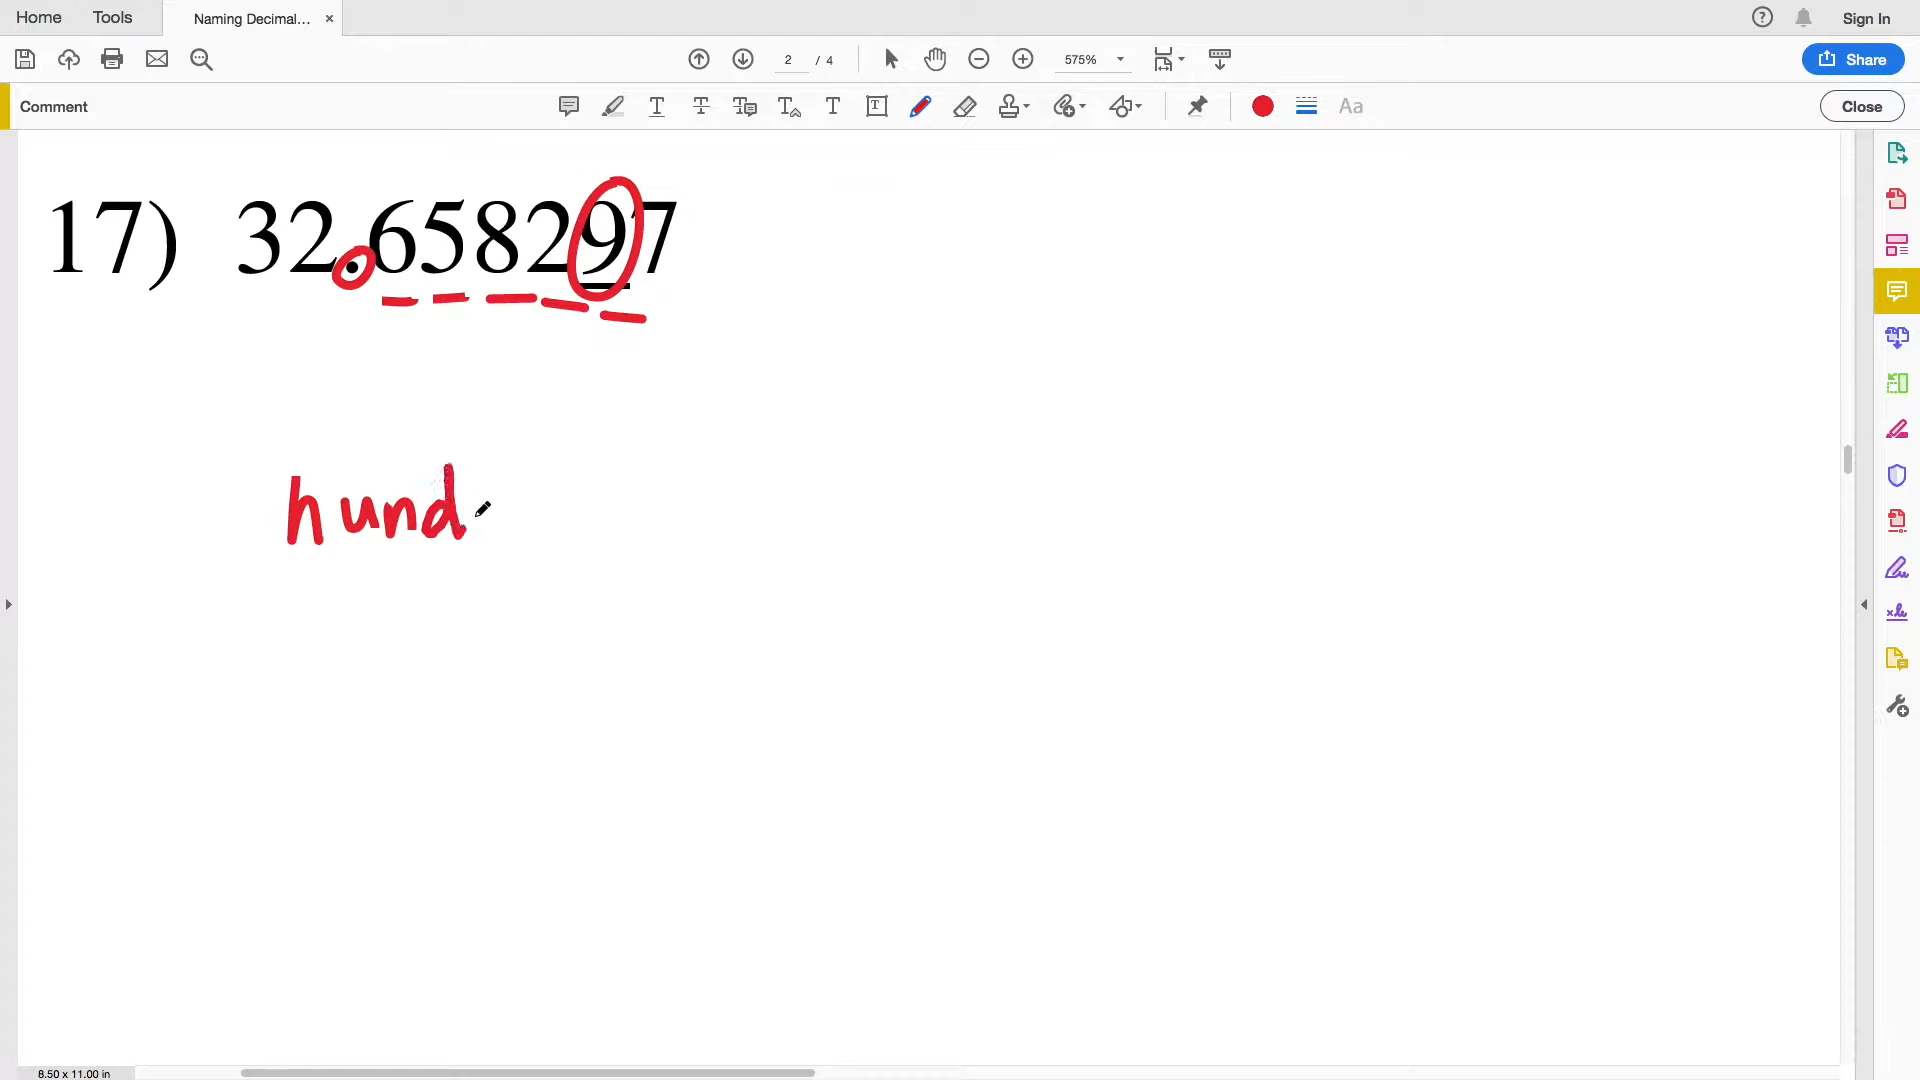 Home Tools Naming Decimal... × Sign In
2 / 4 575% Share
Comment Aa Close
17) 32.658297
hund
8.50 x 11.00 in